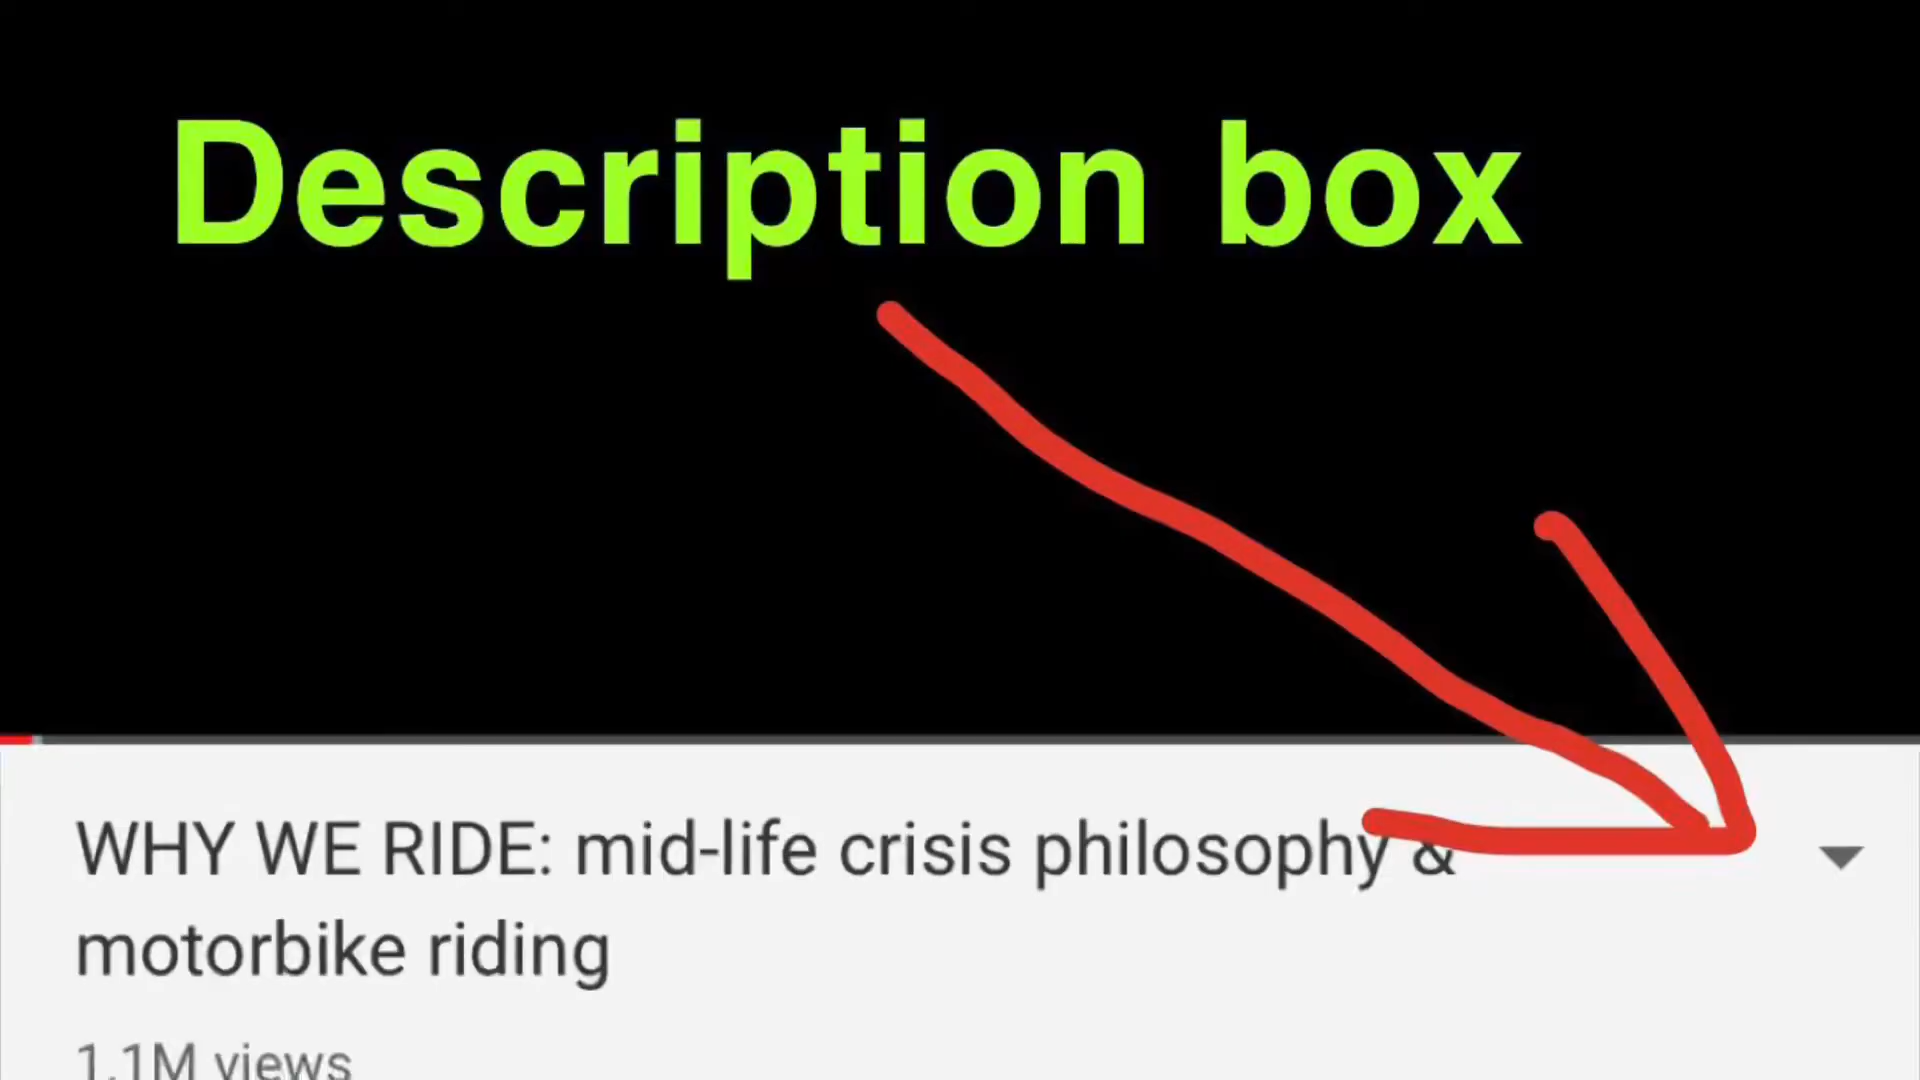 Description box
WHY WE RIDE: mid-life crisis philosophy &
motorbike riding
1.1M views